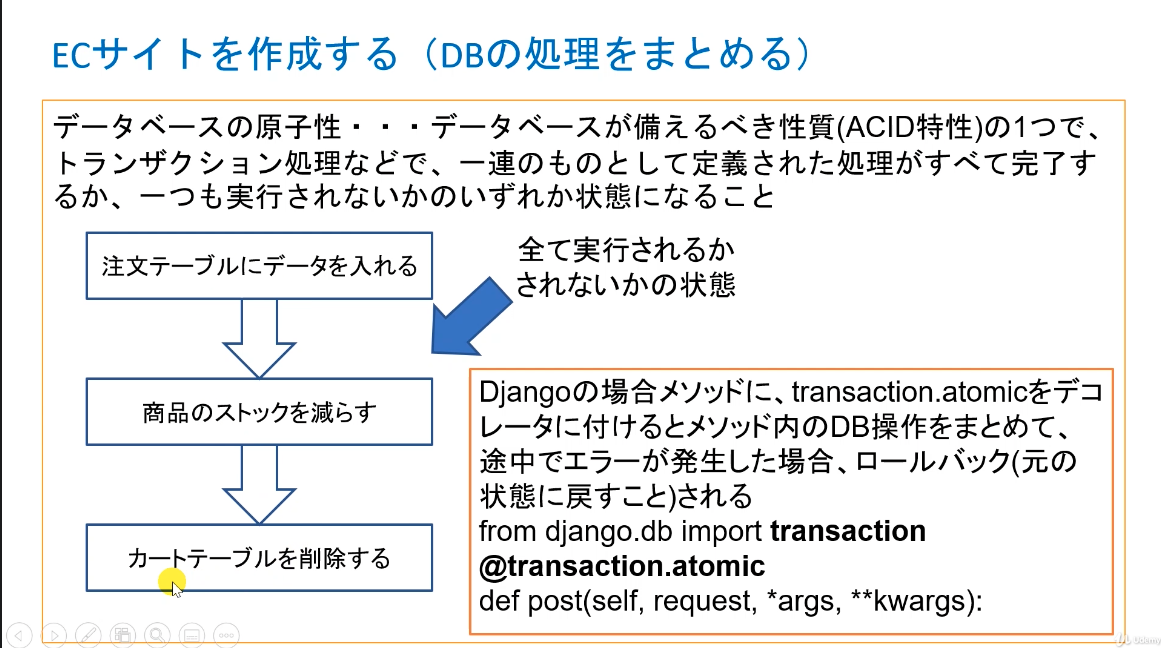 ECサイトを作成する（DBの処理をまとめる）
データベースの原子性・・・データベースが備えるべき性質(ACID特性)の1つで、
トランザクション処理などで、一連のものとして定義された処理がすべて完了す
るか、一つも実行されないかのいずれか状態になること
注文テーブルにデータを入れる
全て実行されるか
されないかの状態
商品のストックを減らす
カートテーブルを削除する
Djangoの場合メソッドに、transaction.atomicをデコ
レータに付けるとメソッド内のDB操作をまとめて、
途中でエラーが発生した場合、ロールバック(元の
状態に戻すこと)される
from django.db import transaction
@transaction.atomic
def post(self, request, *args, **kwargs):
Udemy